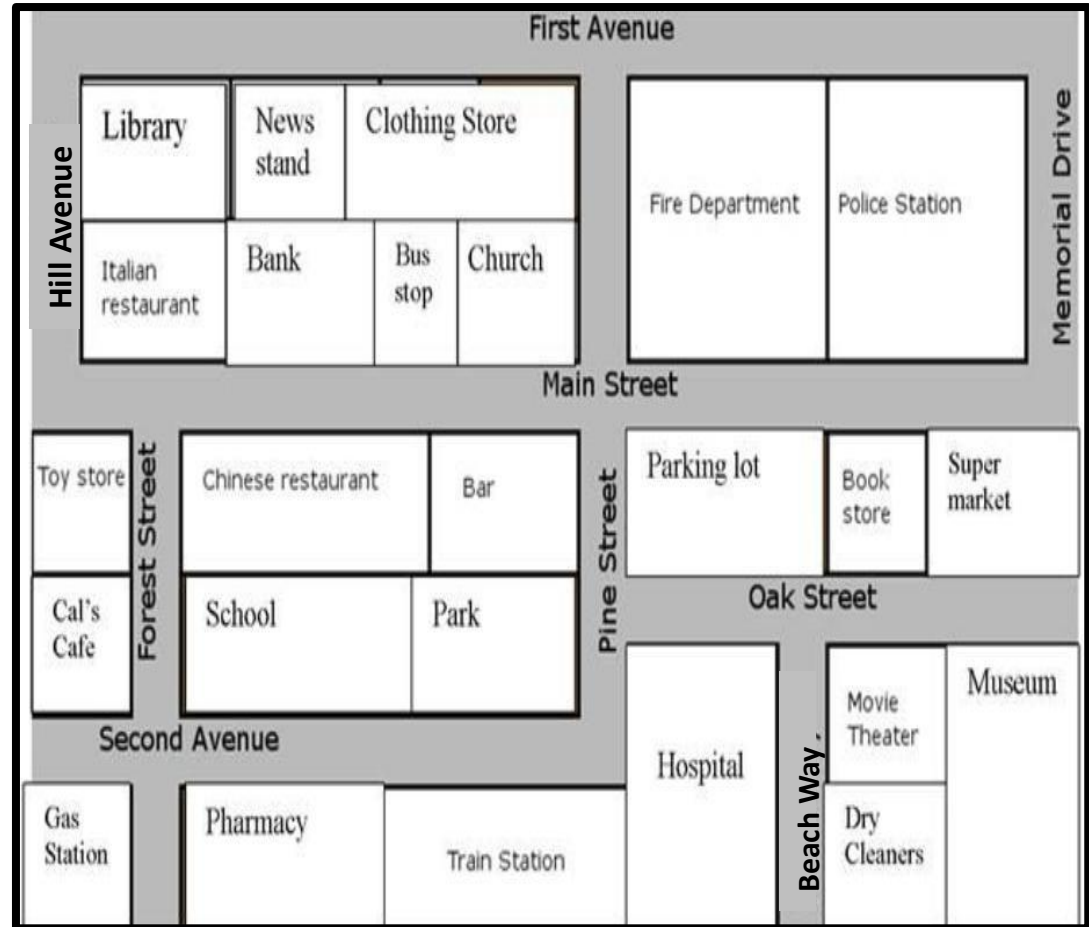 First Avenue
Hill Avenue
Library
News
stand
Clothing Store
Fire Department
Police Station
Memorial Drive
Italian
restaurant
Bank
Bus
stop
Church
Main Street
Toy store
Forest Street
Chinese restaurant
Bar
Pine Street
Parking lot
Book
store
Super
market
Cal's
Cafe
School
Park
Oak Street
Second Avenue
Hospital
Beach Way .
Movie
Theater
Museum
Gas
Station
Pharmacy
Train Station
Dry
Cleaners